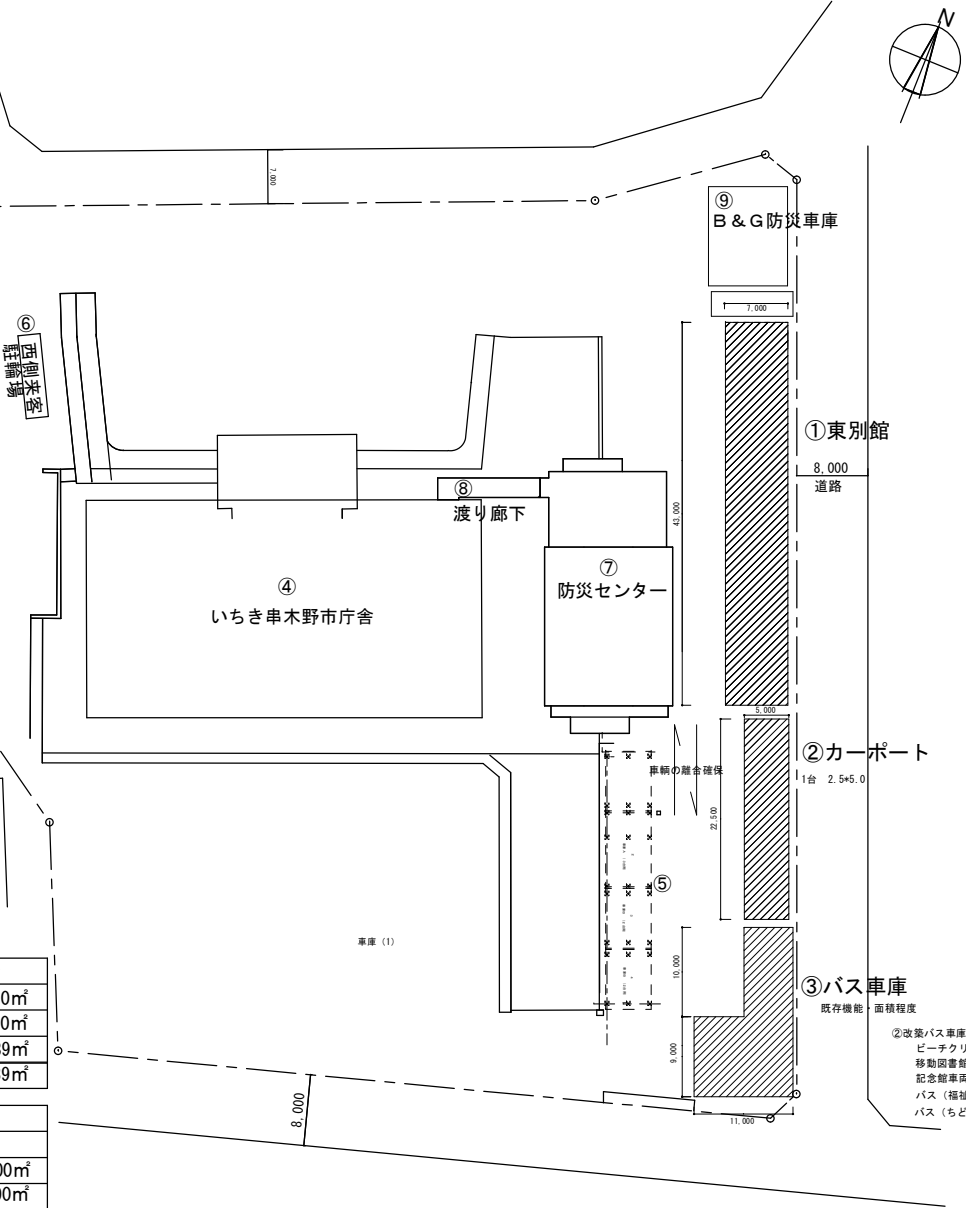 N
7,000
⑨
B＆G防災車庫
7,000
⑥
西側来客
駐輪場
①東別館
8,000
道路
43,000
⑧
渡り廊下
⑦
防災センター
④
いちき串木野市庁舎
5,000
②カーポート
1台 2.5*5.0
車輌の離合確保
22,500
⑤
車庫（1）
10,000
③バス車庫
既存機能・面積程度
9,000
11,000
②改築バス車庫
ビーチクリ
移動図書館
記念館車両
バス（福祉
バス（ちど
8,000
0㎡
0㎡
9㎡
9㎡
00㎡
00㎡